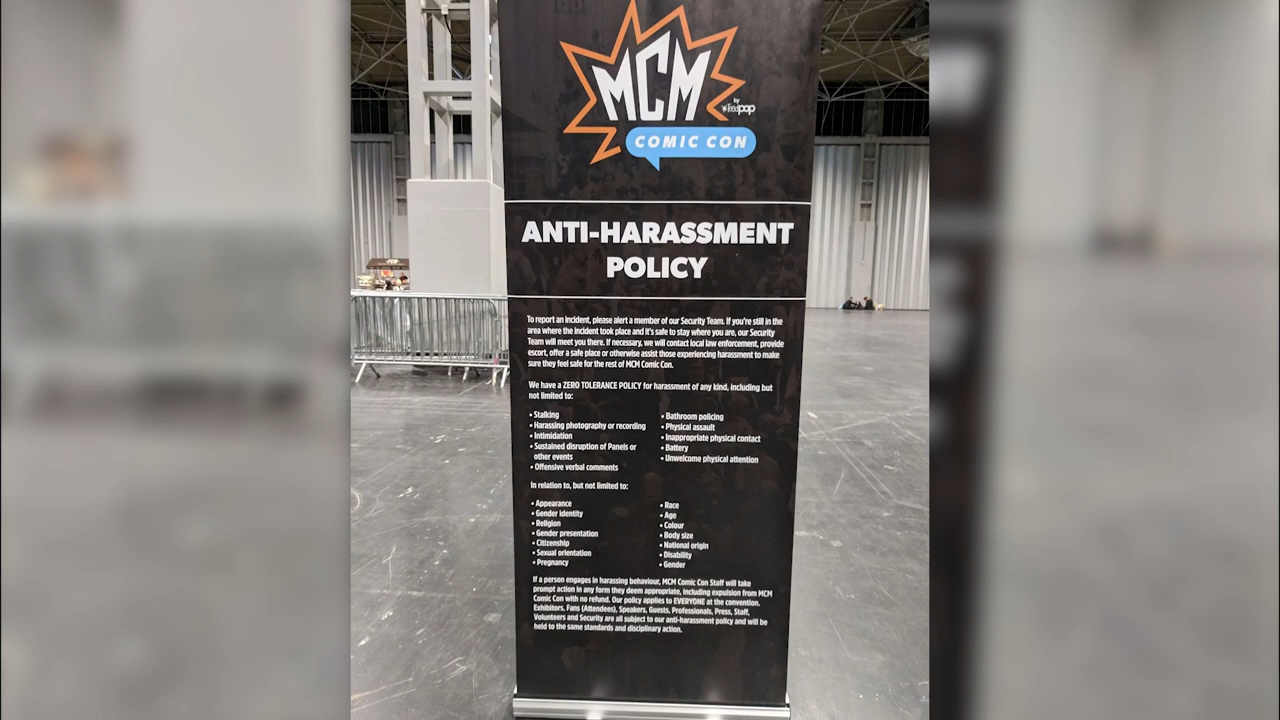 MCM
by
COMIC CON
ANTI-HARASSMENT
POLICY
To report an incident, please alert a member of our Security Team. If you're still in the
area where the incident took place and it's safe to stay where you are, our Security
Team will meet you there. If necessary, we will contact local law enforcement, provide
escort, offer a safe place or otherwise assist those experiencing harassment to make
sure they feel safe for the rest of MCM Comic Con.
We have a ZERO TOLERANCE POLICY for harassment of any kind, including but
not limited to:
• Stalking
• Harassing photography or recording
• Intimidation
• Sustained disruption of Panels or
other events
• Offensive verbal comments
• Bathroom policing
• Physical assault
• Inappropriate physical contact
• Battery
• Unwelcome physical attention
In relation to, but not limited to:
• Appearance
• Gender identity
• Religion
• Gender presentation
• Citizenship
• Sexual orientation
• Pregnancy
• Race
• Age
• Colour
• Body size
• National origin
• Disability
• Gender
If a person engages in harassing behaviour, MCM Comic Con Staff will take
prompt action in any form they deem appropriate, including expulsion from MCM
Comic Con with no refund. Our policy applies to EVERYONE at the convention.
Exhibitors, Fans (Attendees), Speakers, Guests, Professionals, Press, Staff,
Volunteers and Security are all subject to our anti-harassment policy and will be
held to the same standards and disciplinary action.